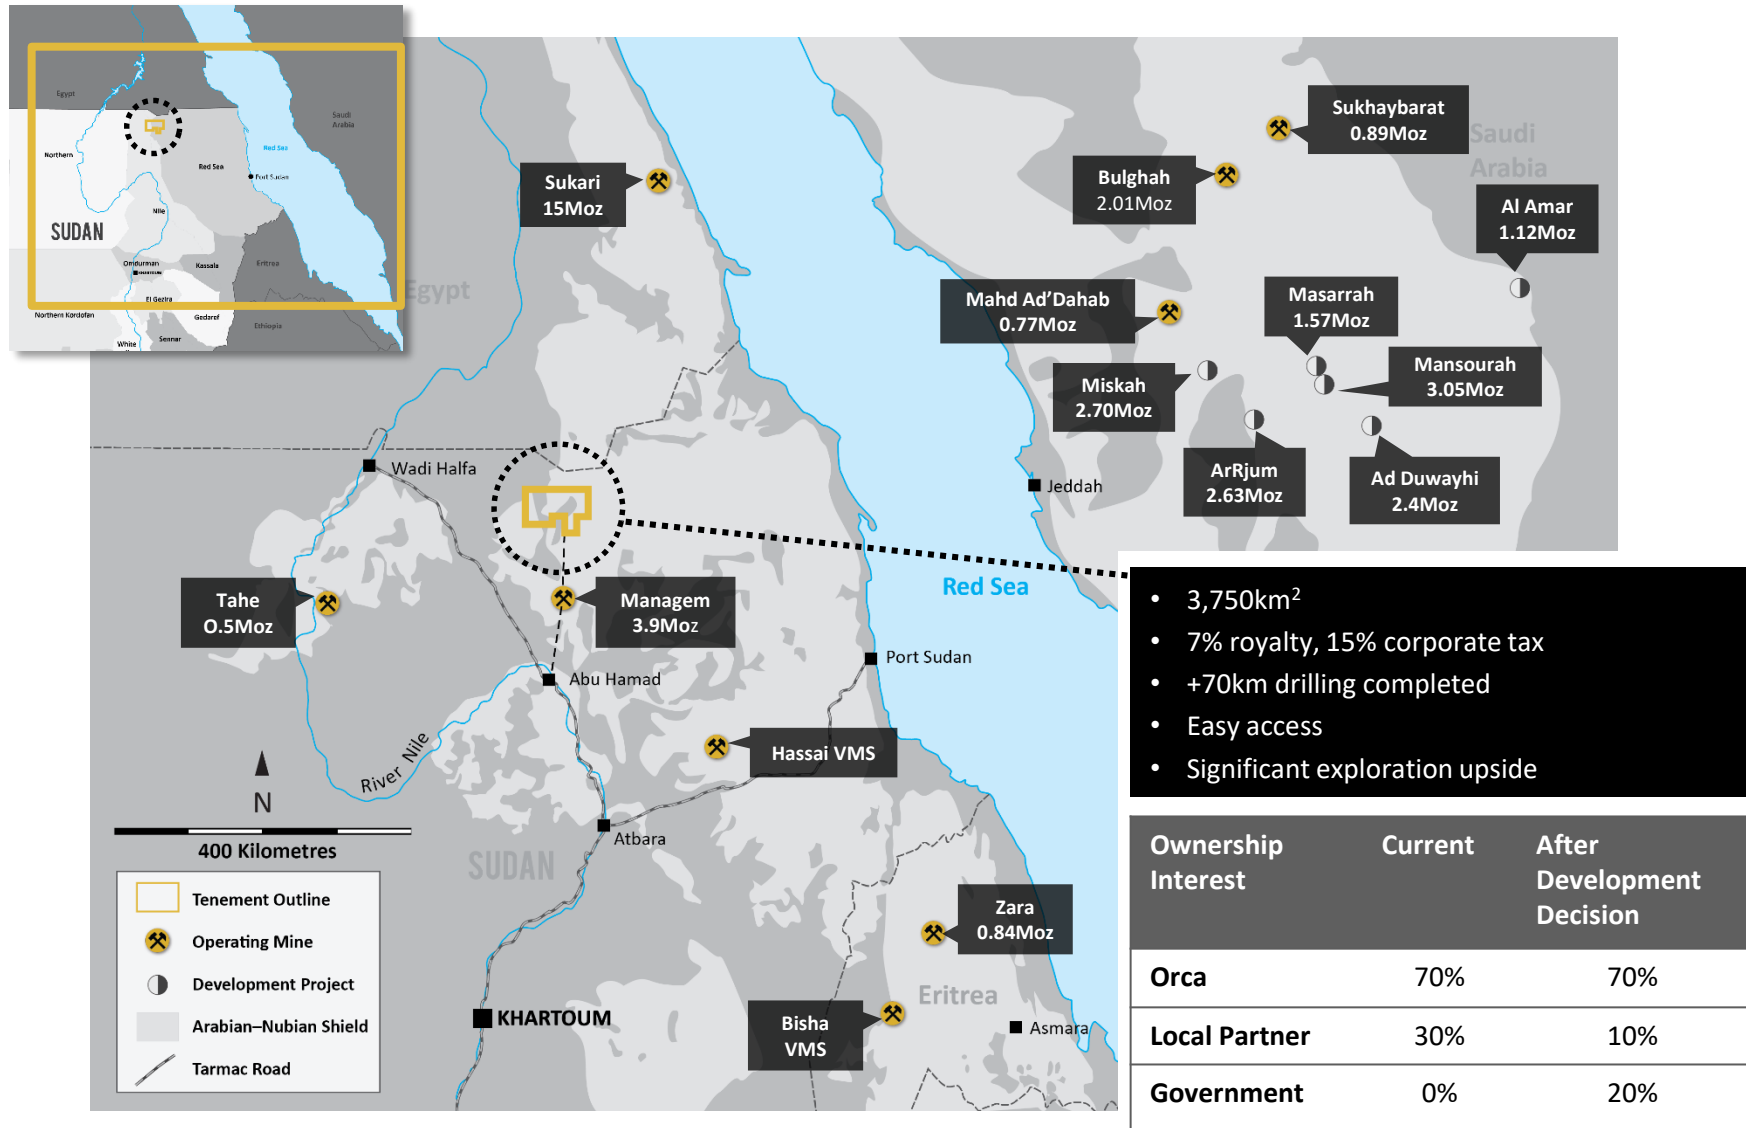 Egypt
Saudi
Arabia
Northern
Red Sea
Red Sea
Port Sudan
Nile
SUDAN
Omdurman
KHARTOUM
Kassala
Eritrea
El Gezira
Northern Kordofan
Gedaref
Ethiopia
White
Sennar
Egypt
Sukari
15Moz
Sukhaybarat
0.89Moz
Saudi
Arabia
Bulghah
2.01Moz
Al Amar
1.12Moz
Mahd Ad’Dahab
0.77Moz
Masarrah
1.57Moz
Miskah
2.70Moz
Mansourah
3.05Moz
ArRjum
2.63Moz
Ad Duwayhi
2.4Moz
Jeddah
Wadi Halfa
Red Sea
Tahe
O.5Moz
Managem
3.9Moz
Port Sudan
Abu Hamad
Hassai VMS
River Nile
N
400 Kilometres
Atbara
SUDAN
Zara
0.84Moz
Eritrea
KHARTOUM
Bisha
VMS
Asmara
Tenement Outline
Operating Mine
Development Project
Arabian–Nubian Shield
Tarmac Road
• 3,750km²
• 7% royalty, 15% corporate tax
• +70km drilling completed
• Easy access
• Significant exploration upside
Ownership Interest Current After Development Decision
Orca 70% 70%
Local Partner 30% 10%
Government 0% 20%